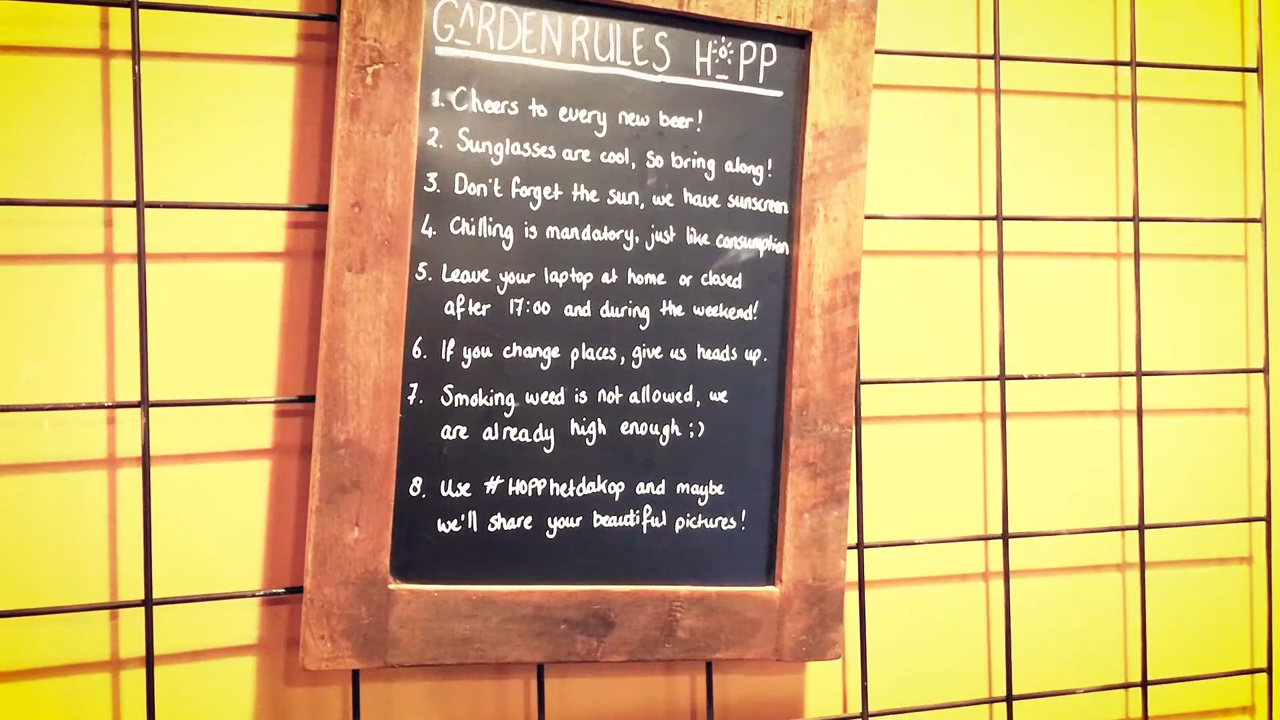 GARDEN RULES HOPP
1. Cheers to every new beer!
2. Sunglasses are cool, so bring along!
3. Don't forget the sun, we have sunscreen
4. Chilling is mandatory, just like consumption
5. Leave your laptop at home or closed
after 17:00 and during the weekend!
6. If you change places, give us heads up.
7. Smoking weed is not allowed, we
are already high enough ;)
8. Use #HOPPhetdakop and maybe
we'll share your beautiful pictures!